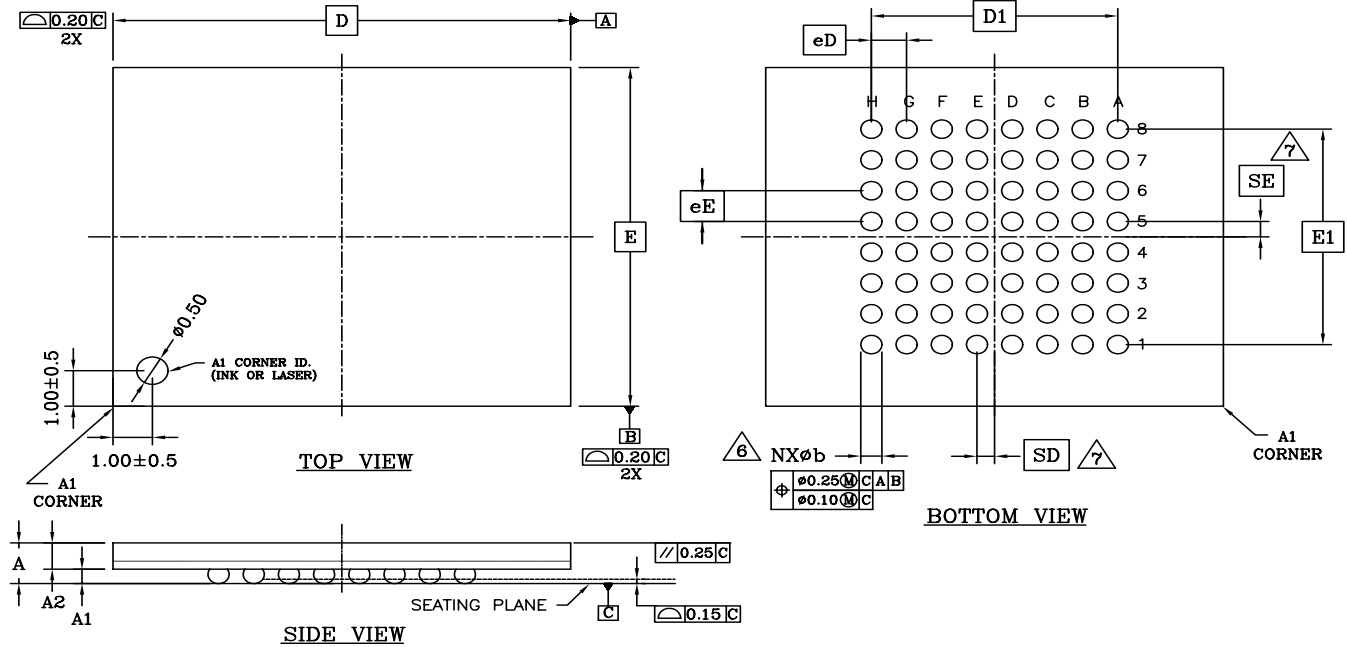 ⌓ 0.20 C
2X
D
A
E
ø0.50
A1 CORNER ID.
(INK OR LASER)
1.00±0.5
1.00±0.5
B
⌓ 0.20 C
2X
TOP VIEW
A1
CORNER
D1
eD
H G F E D C B A
8
7
6
5
4
3
2
1
7
SE
eE
E1
6 NXøb
⌖ ø0.25Ⓜ C A B
ø0.10Ⓜ C
SD 7
A1
CORNER
BOTTOM VIEW
A
A2
A1
// 0.25 C
SEATING PLANE
C
⌓ 0.15 C
SIDE VIEW